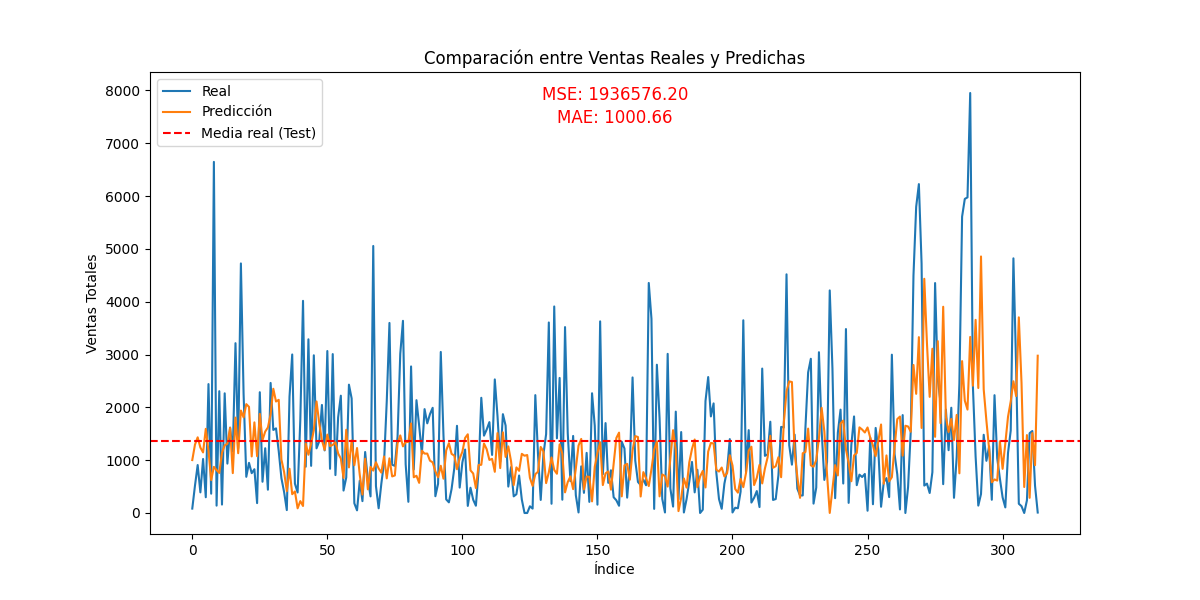 Comparación entre Ventas Reales y Predichas
Real
Predicción
Media real (Test)
MSE: 1936576.20
MAE: 1000.66
Ventas Totales
8000
7000
6000
5000
4000
3000
2000
1000
0
0 50 100 150 200 250 300
Índice